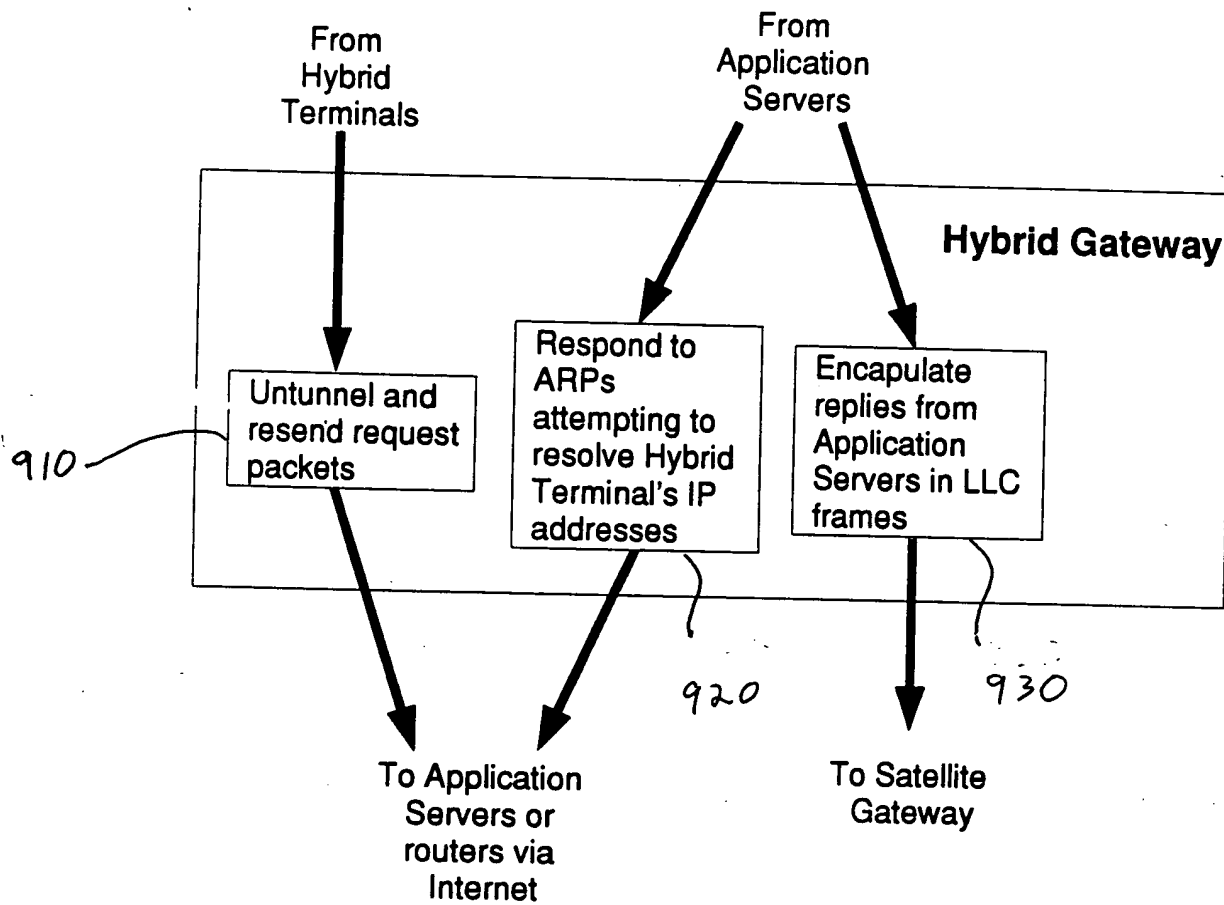 From
Hybrid
Terminals
From
Application
Servers
Hybrid Gateway
Untunnel and
resend request
packets
Respond to
ARPs
attempting to
resolve Hybrid
Terminal's IP
addresses
Encapulate
replies from
Application
Servers in LLC
frames
910
920
930
To Application
Servers or
routers via
Internet
To Satellite
Gateway